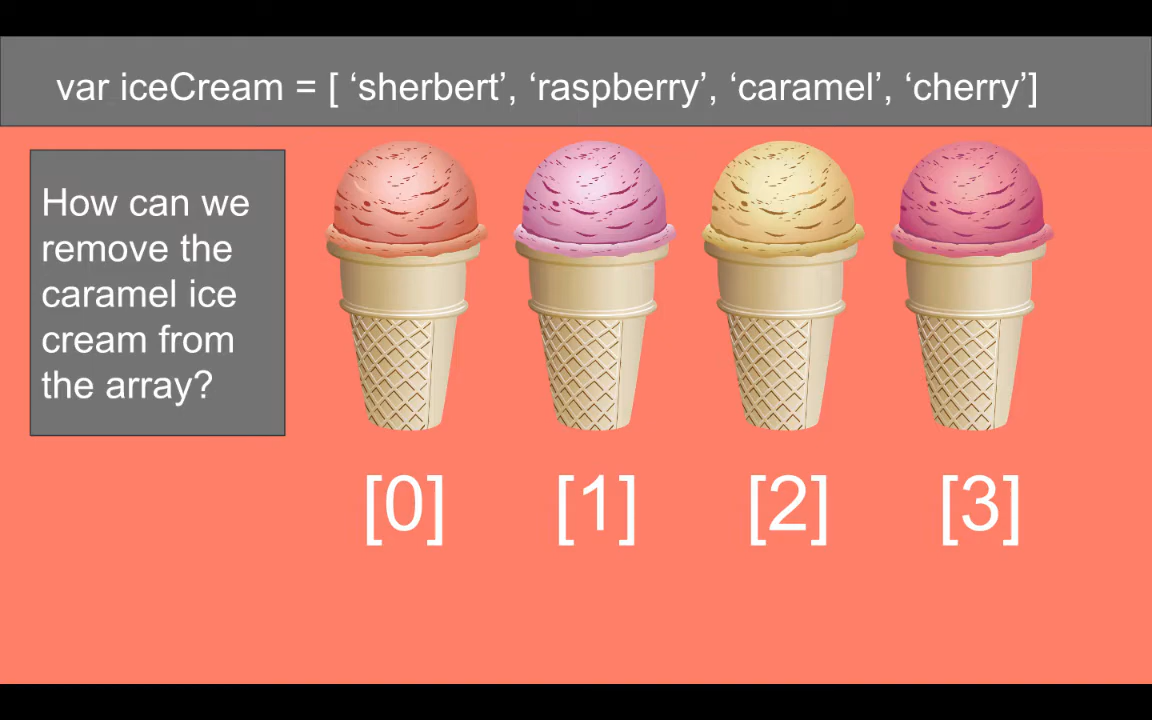 var iceCream = [ ‘sherbert’, ‘raspberry’, ‘caramel’, ‘cherry’]
How can we
remove the
caramel ice
cream from
the array?
[0] [1] [2] [3]